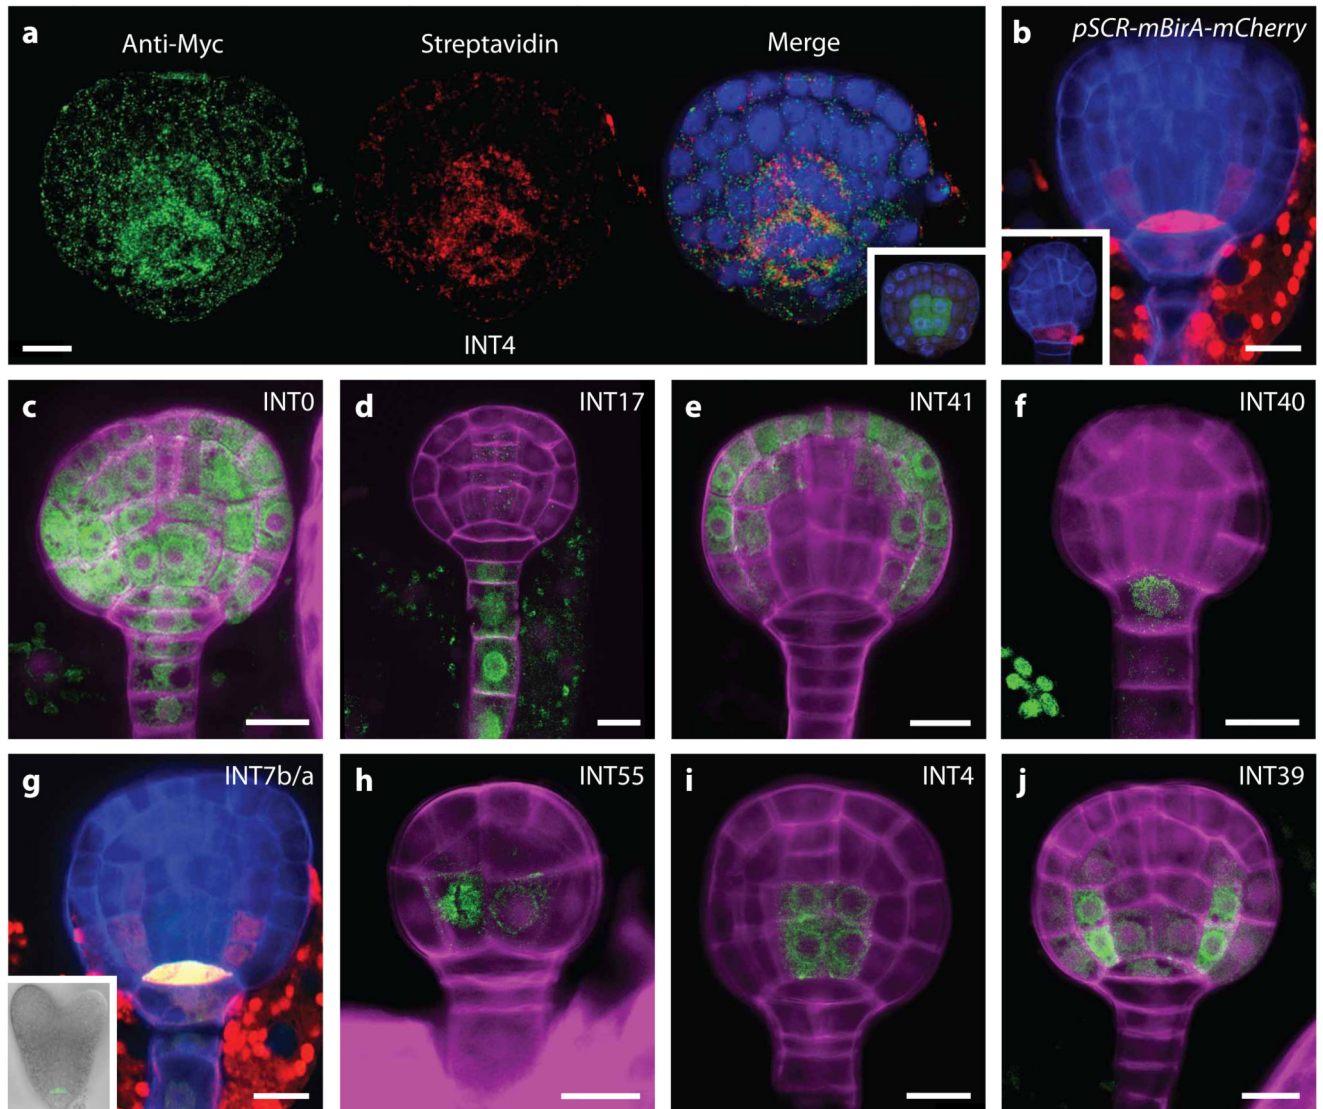 a
Anti-Myc
Streptavidin
Merge
INT4
b
pSCR-mBirA-mCherry
c
INT0
d
INT17
e
INT41
f
INT40
g
INT7b/a
h
INT55
i
INT4
j
INT39